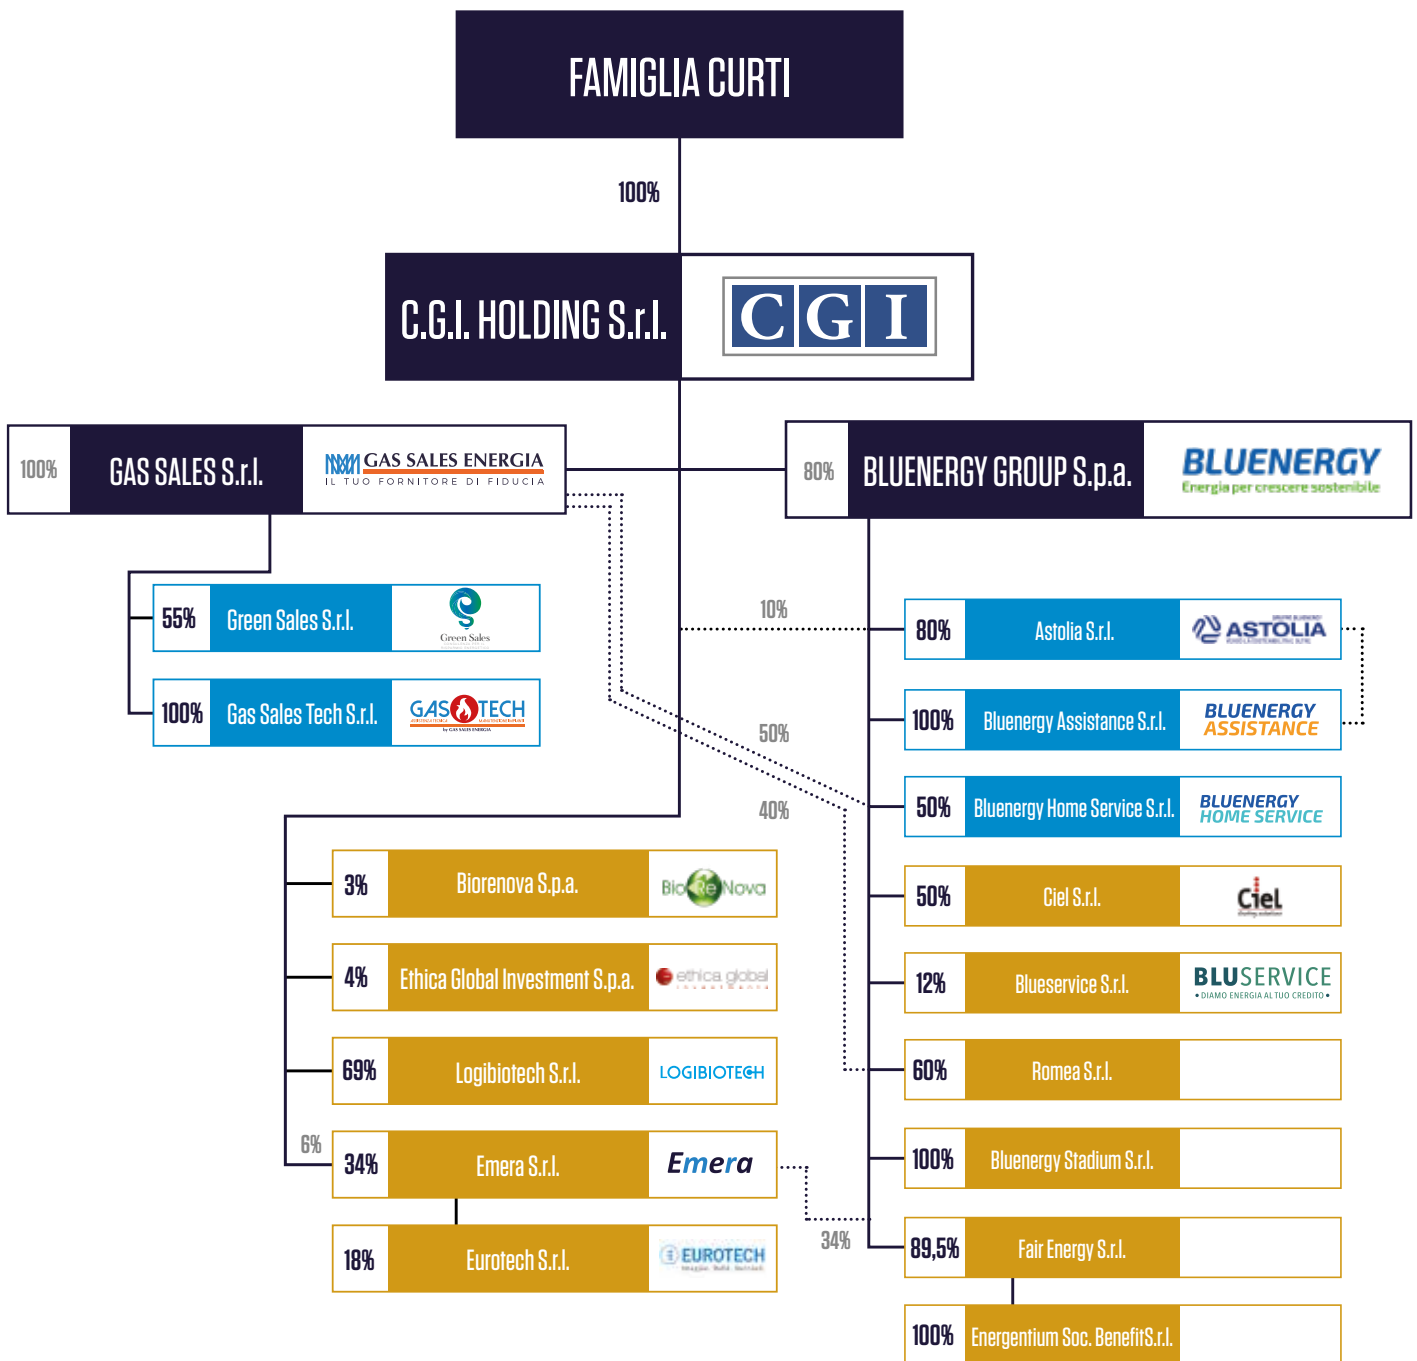 FAMIGLIA CURTI
100%
C.G.I. HOLDING S.r.l.
CGI
100%
GAS SALES S.r.l.
GAS SALES ENERGIA
IL TUO FORNITORE DI FIDUCIA
80%
BLUENERGY GROUP S.p.a.
BLUENERGY
Energia per crescere sostenibile
55%
Green Sales S.r.l.
Green Sales
100%
Gas Sales Tech S.r.l.
GAS TECH
by GAS SALES ENERGIA
10%
80%
Astolia S.r.l.
ASTOLIA
100%
Bluenergy Assistance S.r.l.
BLUENERGY
ASSISTANCE
50%
50%
Bluenergy Home Service S.r.l.
BLUENERGY
HOME SERVICE
40%
3%
Biorenova S.p.a.
BioReNova
50%
Ciel S.r.l.
Ciel
4%
Ethica Global Investment S.p.a.
ethica global
12%
Blueservice S.r.l.
BLUSERVICE
• DIAMO ENERGIA AL TUO CREDITO •
69%
Logibiotech S.r.l.
LOGIBIOTECH
60%
Romea S.r.l.
6%
34%
Emera S.r.l.
Emera
100%
Bluenergy Stadium S.r.l.
34%
18%
Eurotech S.r.l.
EUROTECH
89,5%
Fair Energy S.r.l.
100%
Energentium Soc. BenefitS.r.l.